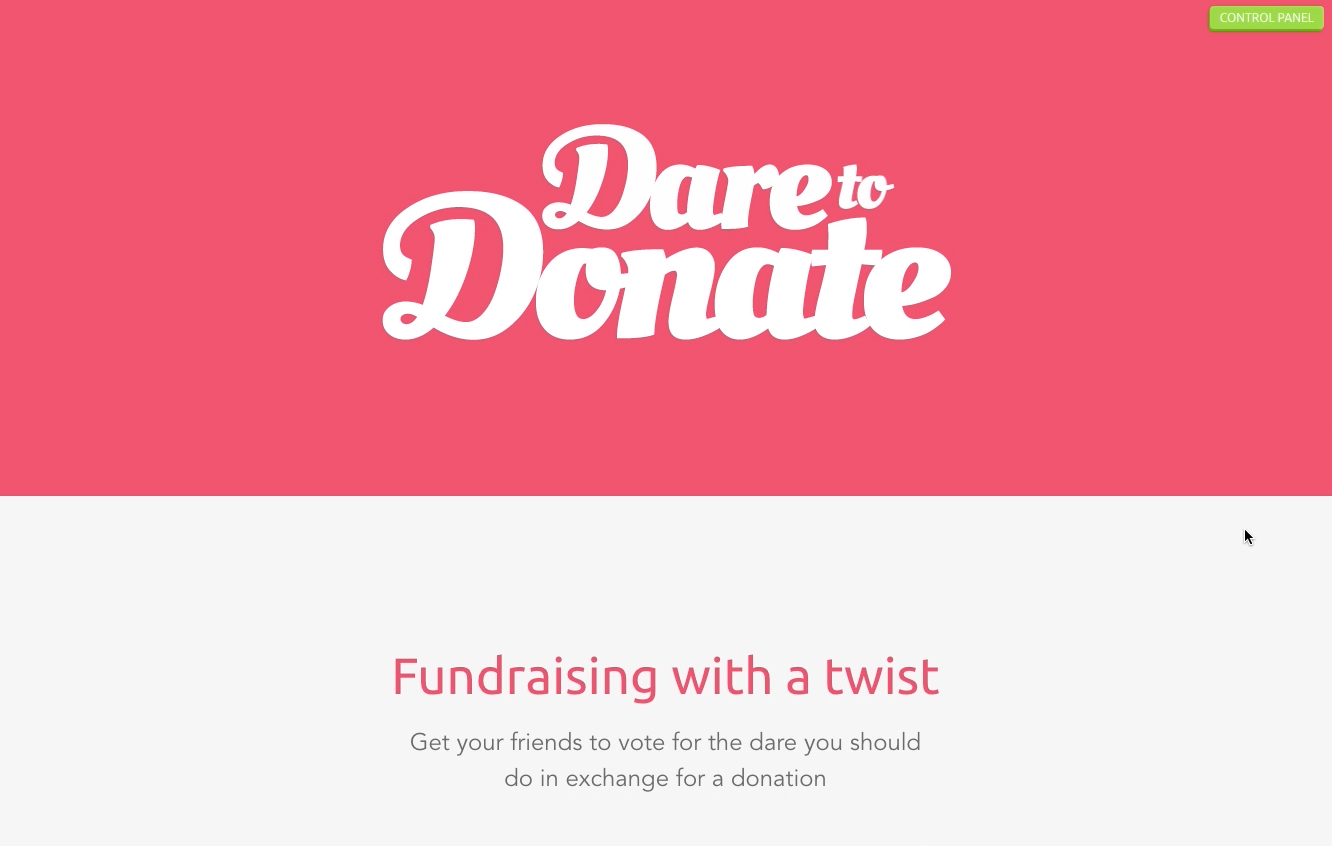 CONTROL PANEL
Dare to
Donate
Fundraising with a twist
Get your friends to vote for the dare you should
do in exchange for a donation